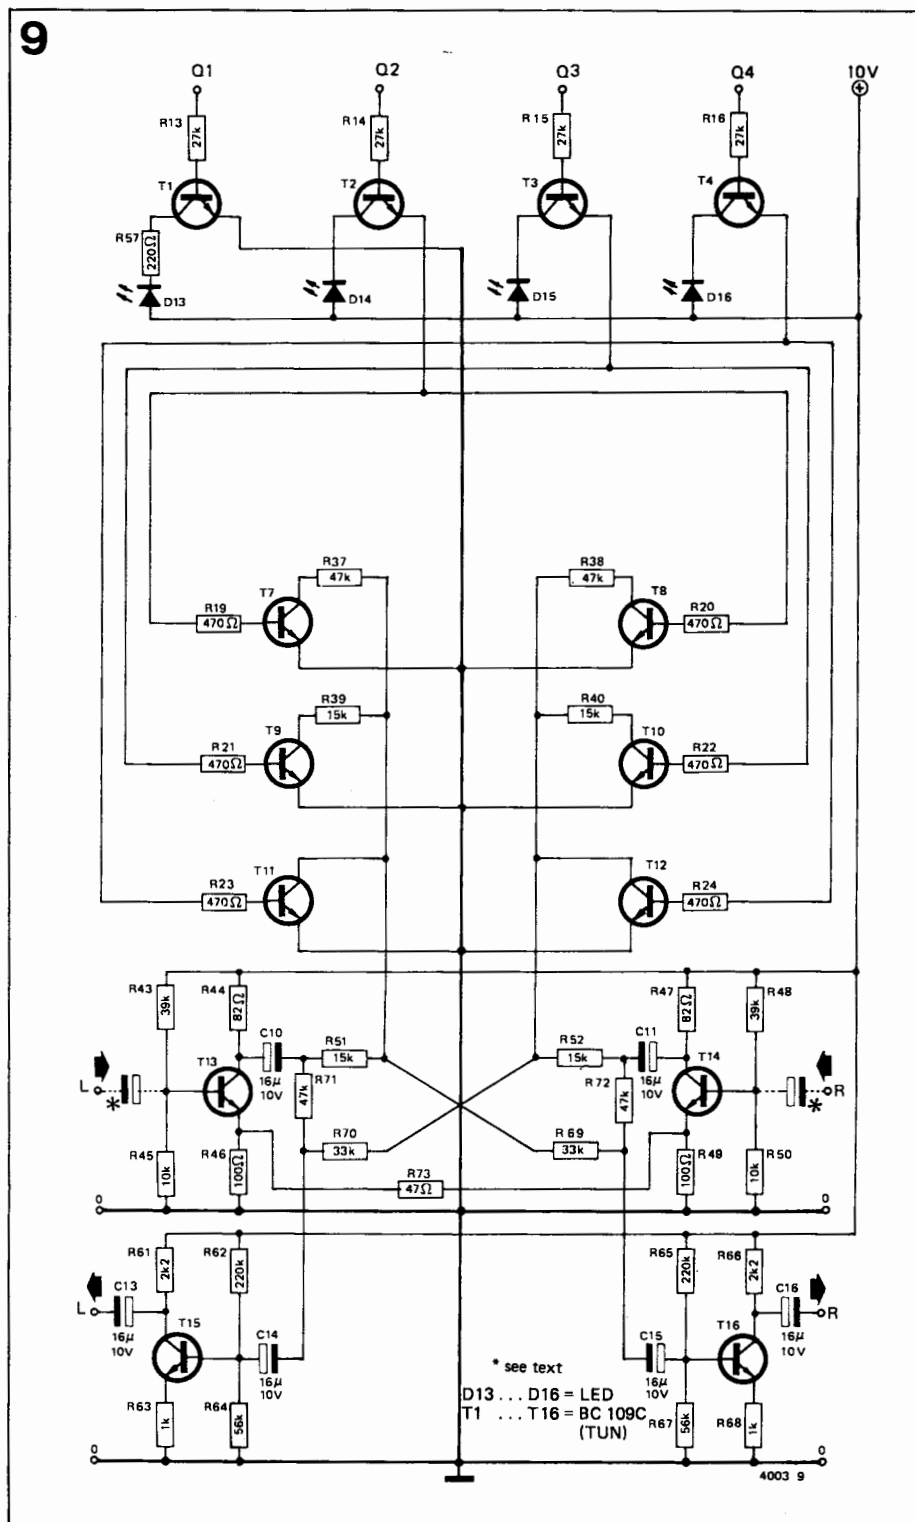 9
Q1 Q2 Q3 Q4 10V
R13 27k R14 27k R15 27k R16 27k
T1 T2 T3 T4
R57 220Ω
D13 D14 D15 D16
R37 47k R38 47k
T7 T8
R19 470Ω R20 470Ω
R39 15k R40 15k
T9 T10
R21 470Ω R22 470Ω
T11 T12
R23 470Ω R24 470Ω
R43 39k R44 82Ω R47 82Ω R48 39k
C10 16µ 10V R51 15k R52 15k C11 16µ 10V
T13 R71 47k R72 47k T14
L * * R
R70 33k R69 33k
R45 10k R46 100Ω R73 47Ω R49 100Ω R50 10k
0 0
R61 2k2 R62 220k R65 220k R66 2k2
L C13 16µ 10V C16 16µ 10V R
T15 C14 16µ 10V C15 16µ 10V T16
* see text
D13 . . . D16 = LED
T1 . . . T16 = BC 109C
(TUN)
R63 1k R64 56k R67 56k R68 1k
0 0
4003 9